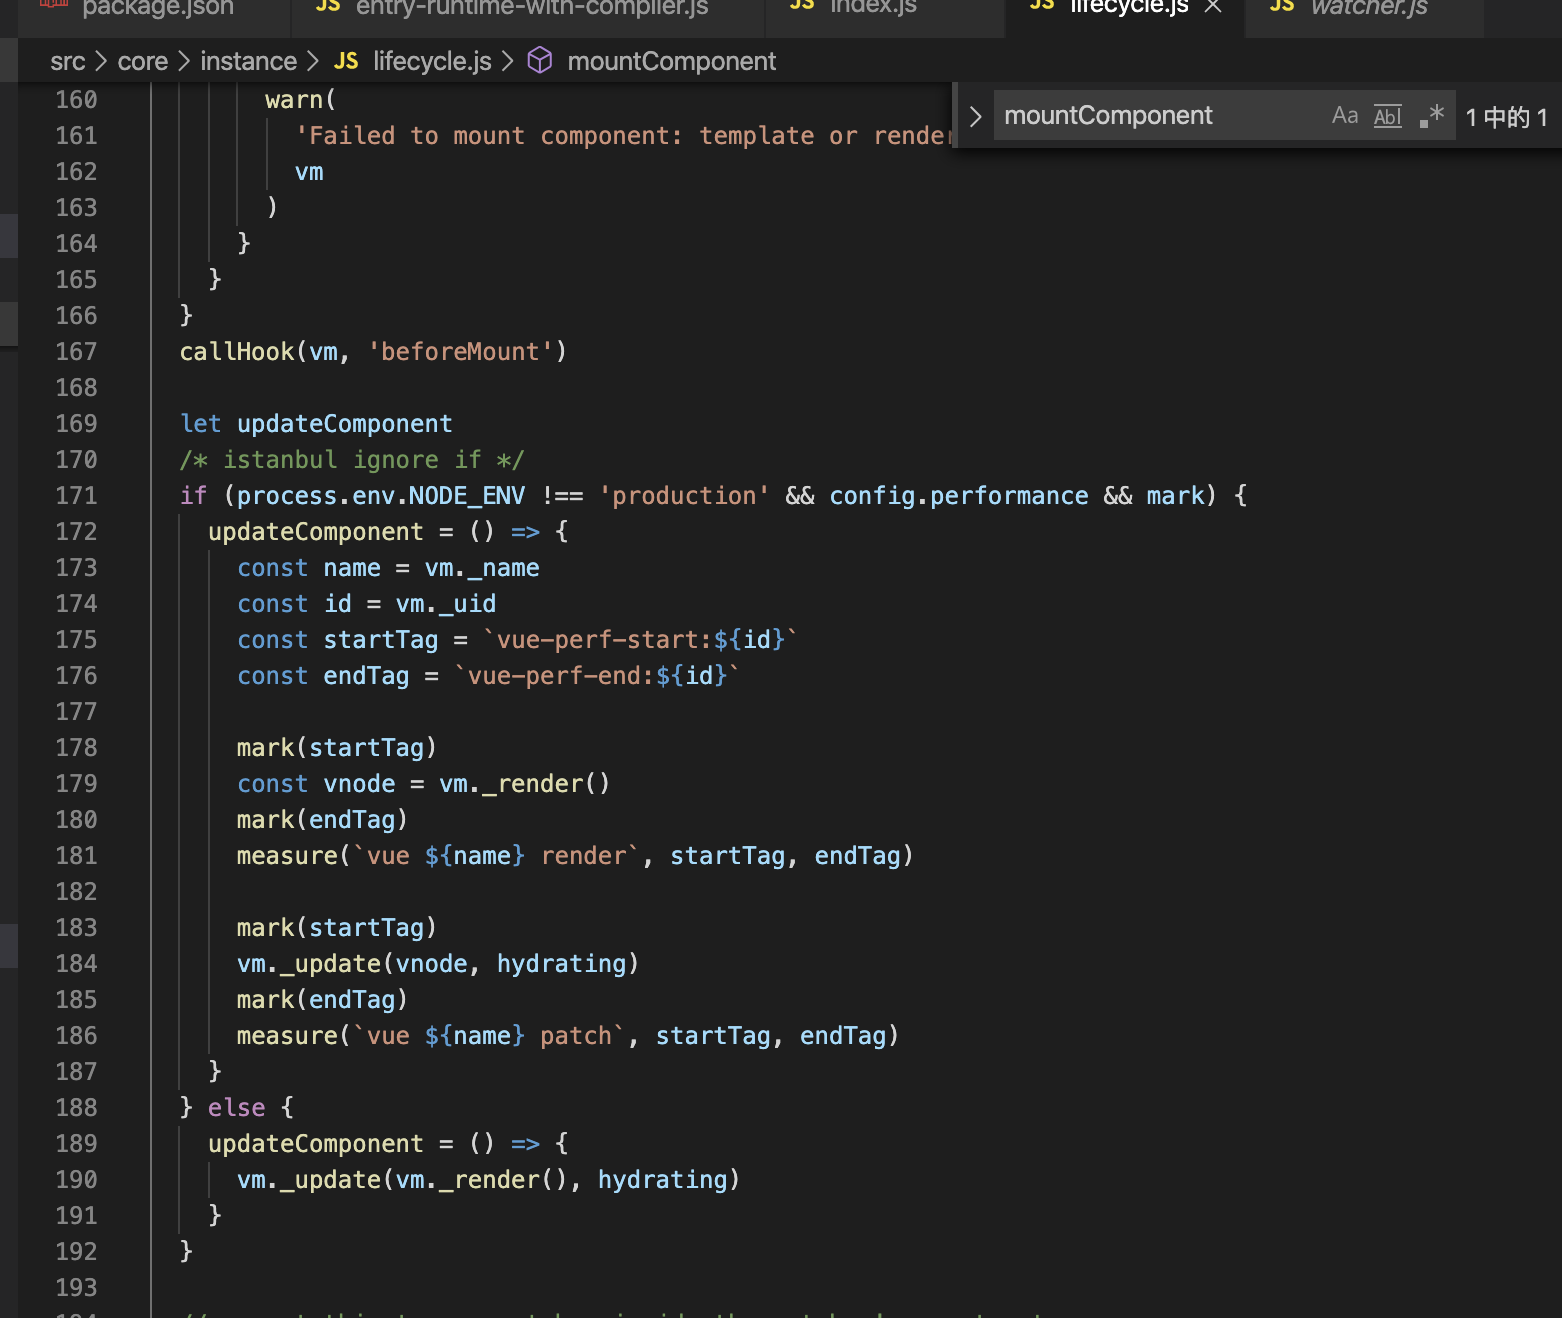 package.json JS entry-runtime-with-compiler.js JS index.js JS lifecycle.js × JS watcher.js
src > core > instance > JS lifecycle.js > mountComponent
mountComponent Aa Abl .* 1 中的 1
160 warn(
161 'Failed to mount component: template or render
162 vm
163 )
164 }
165 }
166 }
167 callHook(vm, 'beforeMount')
168
169 let updateComponent
170 /* istanbul ignore if */
171 if (process.env.NODE_ENV !== 'production' && config.performance && mark) {
172 updateComponent = () => {
173 const name = vm._name
174 const id = vm._uid
175 const startTag = `vue-perf-start:${id}`
176 const endTag = `vue-perf-end:${id}`
177
178 mark(startTag)
179 const vnode = vm._render()
180 mark(endTag)
181 measure(`vue ${name} render`, startTag, endTag)
182
183 mark(startTag)
184 vm._update(vnode, hydrating)
185 mark(endTag)
186 measure(`vue ${name} patch`, startTag, endTag)
187 }
188 } else {
189 updateComponent = () => {
190 vm._update(vm._render(), hydrating)
191 }
192 }
193